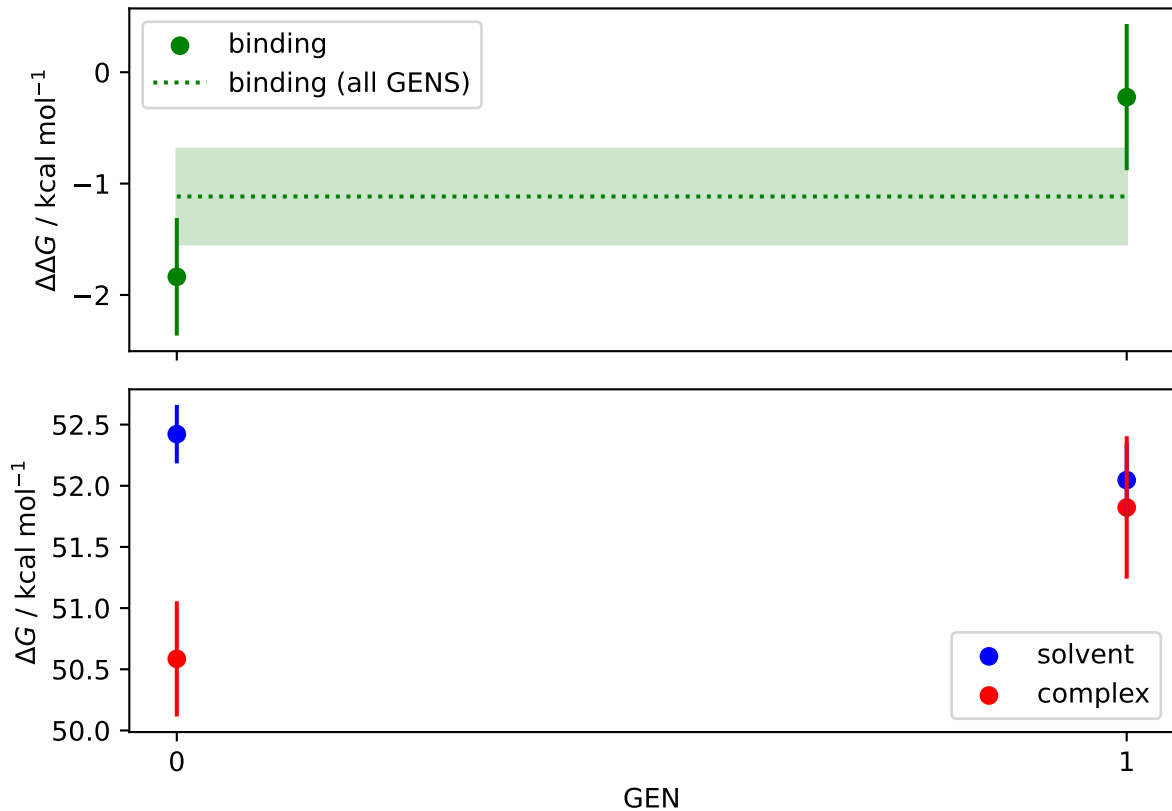 binding
binding (all GENS)
0
−1
−2
ΔΔG / kcal mol⁻¹
52.5
52.0
51.5
51.0
50.5
50.0
ΔG / kcal mol⁻¹
solvent
complex
0
1
GEN